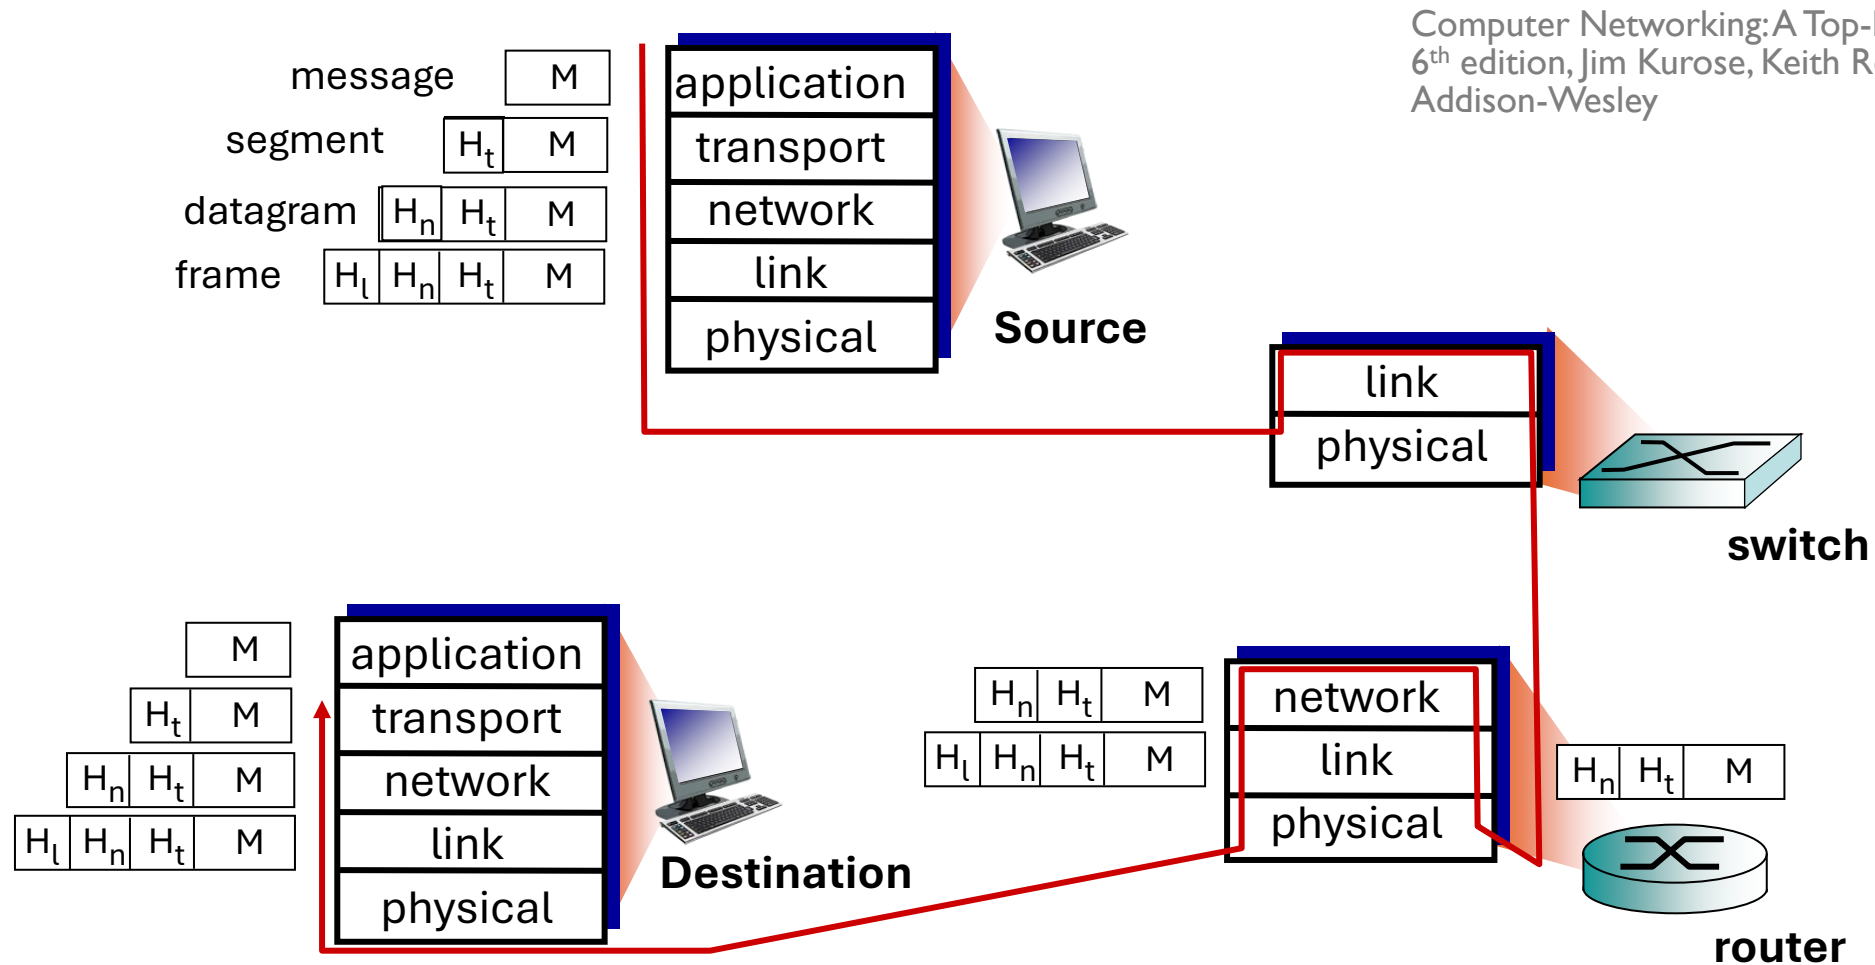 Computer Networking: A Top-
6th edition, Jim Kurose, Keith
Addison-Wesley
message M
segment Ht M
datagram Hn Ht M
frame Hl Hn Ht M
application
transport
network
link
physical
Source
link
physical
switch
M
Ht M
Hn Ht M
Hl Hn Ht M
application
transport
network
link
physical
Destination
Hn Ht M
Hl Hn Ht M
network
link
physical
Hn Ht M
router